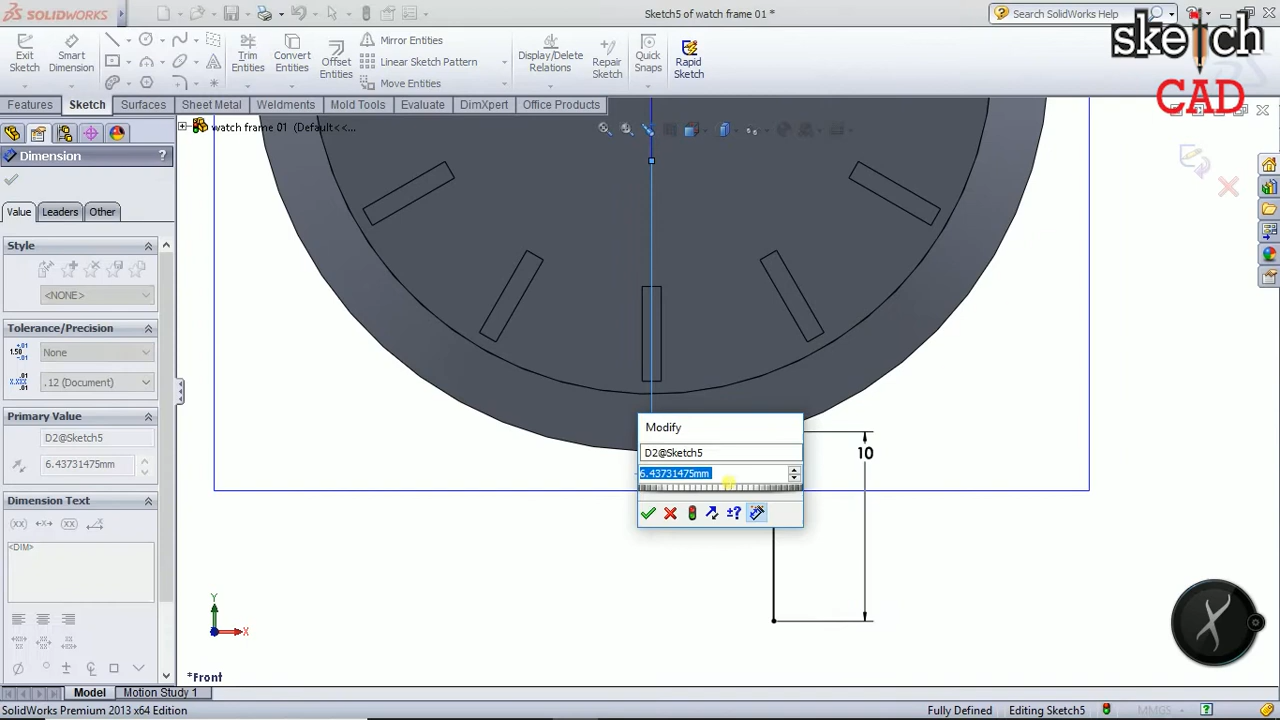 SOLIDWORKS
Sketch5 of watch frame 01 *
Search SolidWorks Help
sketch
CAD
Exit Sketch
Smart Dimension
Trim Entities
Convert Entities
Offset Entities
Mirror Entities
Linear Sketch Pattern
Move Entities
Display/Delete Relations
Repair Sketch
Quick Snaps
Rapid Sketch
Features
Sketch
Surfaces
Sheet Metal
Weldments
Mold Tools
Evaluate
DimXpert
Office Products
watch frame 01 (Default<<...
Dimension
?
Value
Leaders
Other
Style
<NONE>
Tolerance/Precision
None
.12 (Document)
Primary Value
D2@Sketch5
6.43731475mm
Dimension Text
<DIM>
Modify
D2@Sketch5
6.43731475mm
10
Y
X
*Front
Model
Motion Study 1
SolidWorks Premium 2013 x64 Edition
Fully Defined
Editing Sketch5
MMGS